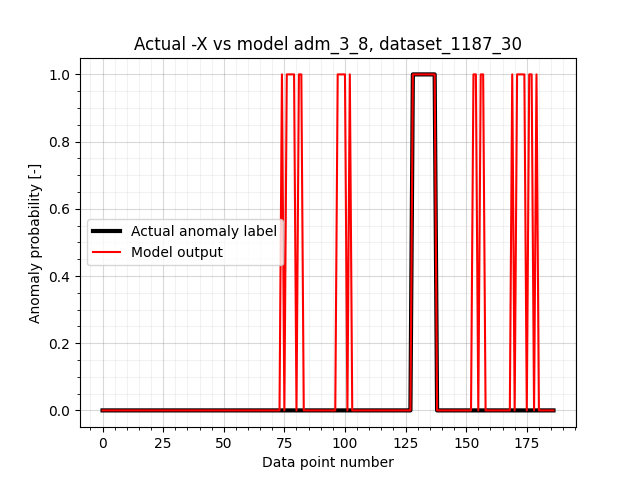 Actual -X vs model adm_3_8, dataset_1187_30
Anomaly probability [-]
1.0
0.8
0.6
0.4
0.2
0.0
Actual anomaly label
Model output
0 25 50 75 100 125 150 175
Data point number